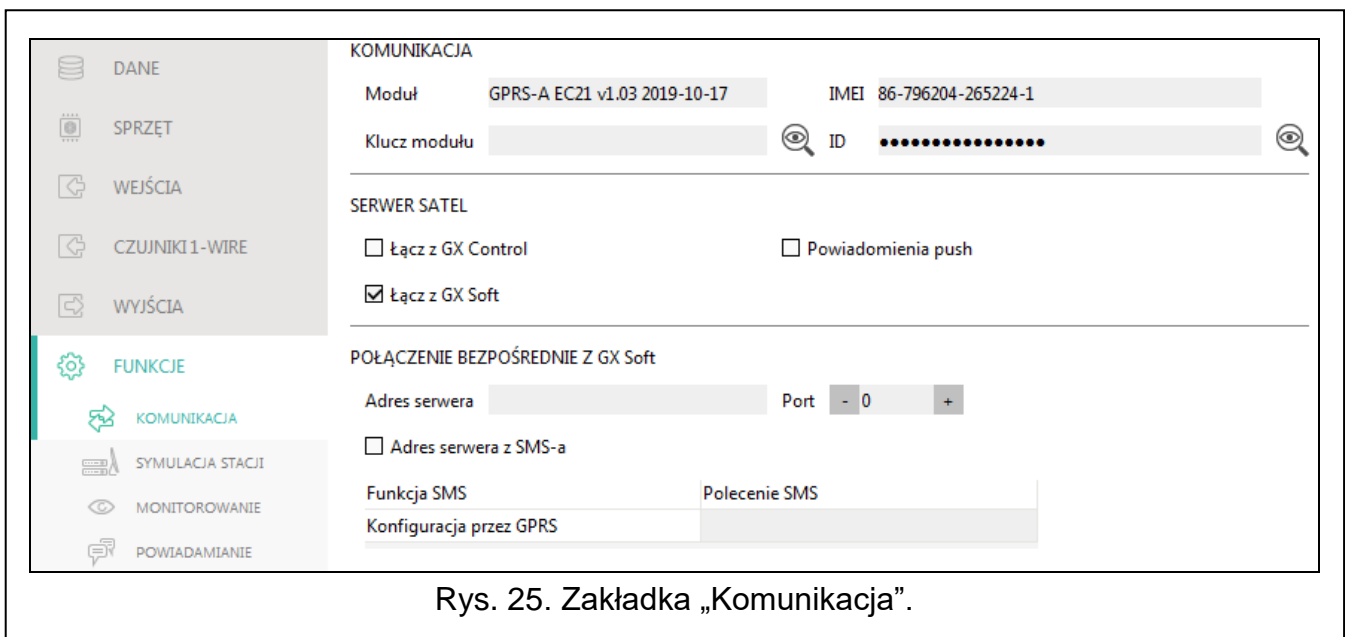 DANE
SPRZĘT
WEJŚCIA
CZUJNIKI 1-WIRE
WYJŚCIA
FUNKCJE
KOMUNIKACJA
SYMULACJA STACJI
MONITOROWANIE
POWIADAMIANIE
KOMUNIKACJA
Moduł GPRS-A EC21 v1.03 2019-10-17 IMEI 86-796204-265224-1
Klucz modułu ID ●●●●●●●●●●●●●●●●
SERWER SATEL
Łącz z GX Control Powiadomienia push
Łącz z GX Soft
POŁĄCZENIE BEZPOŚREDNIE Z GX Soft
Adres serwera Port - 0 +
Adres serwera z SMS-a
Funkcja SMS Polecenie SMS
Konfiguracja przez GPRS
Rys. 25. Zakładka „Komunikacja”.